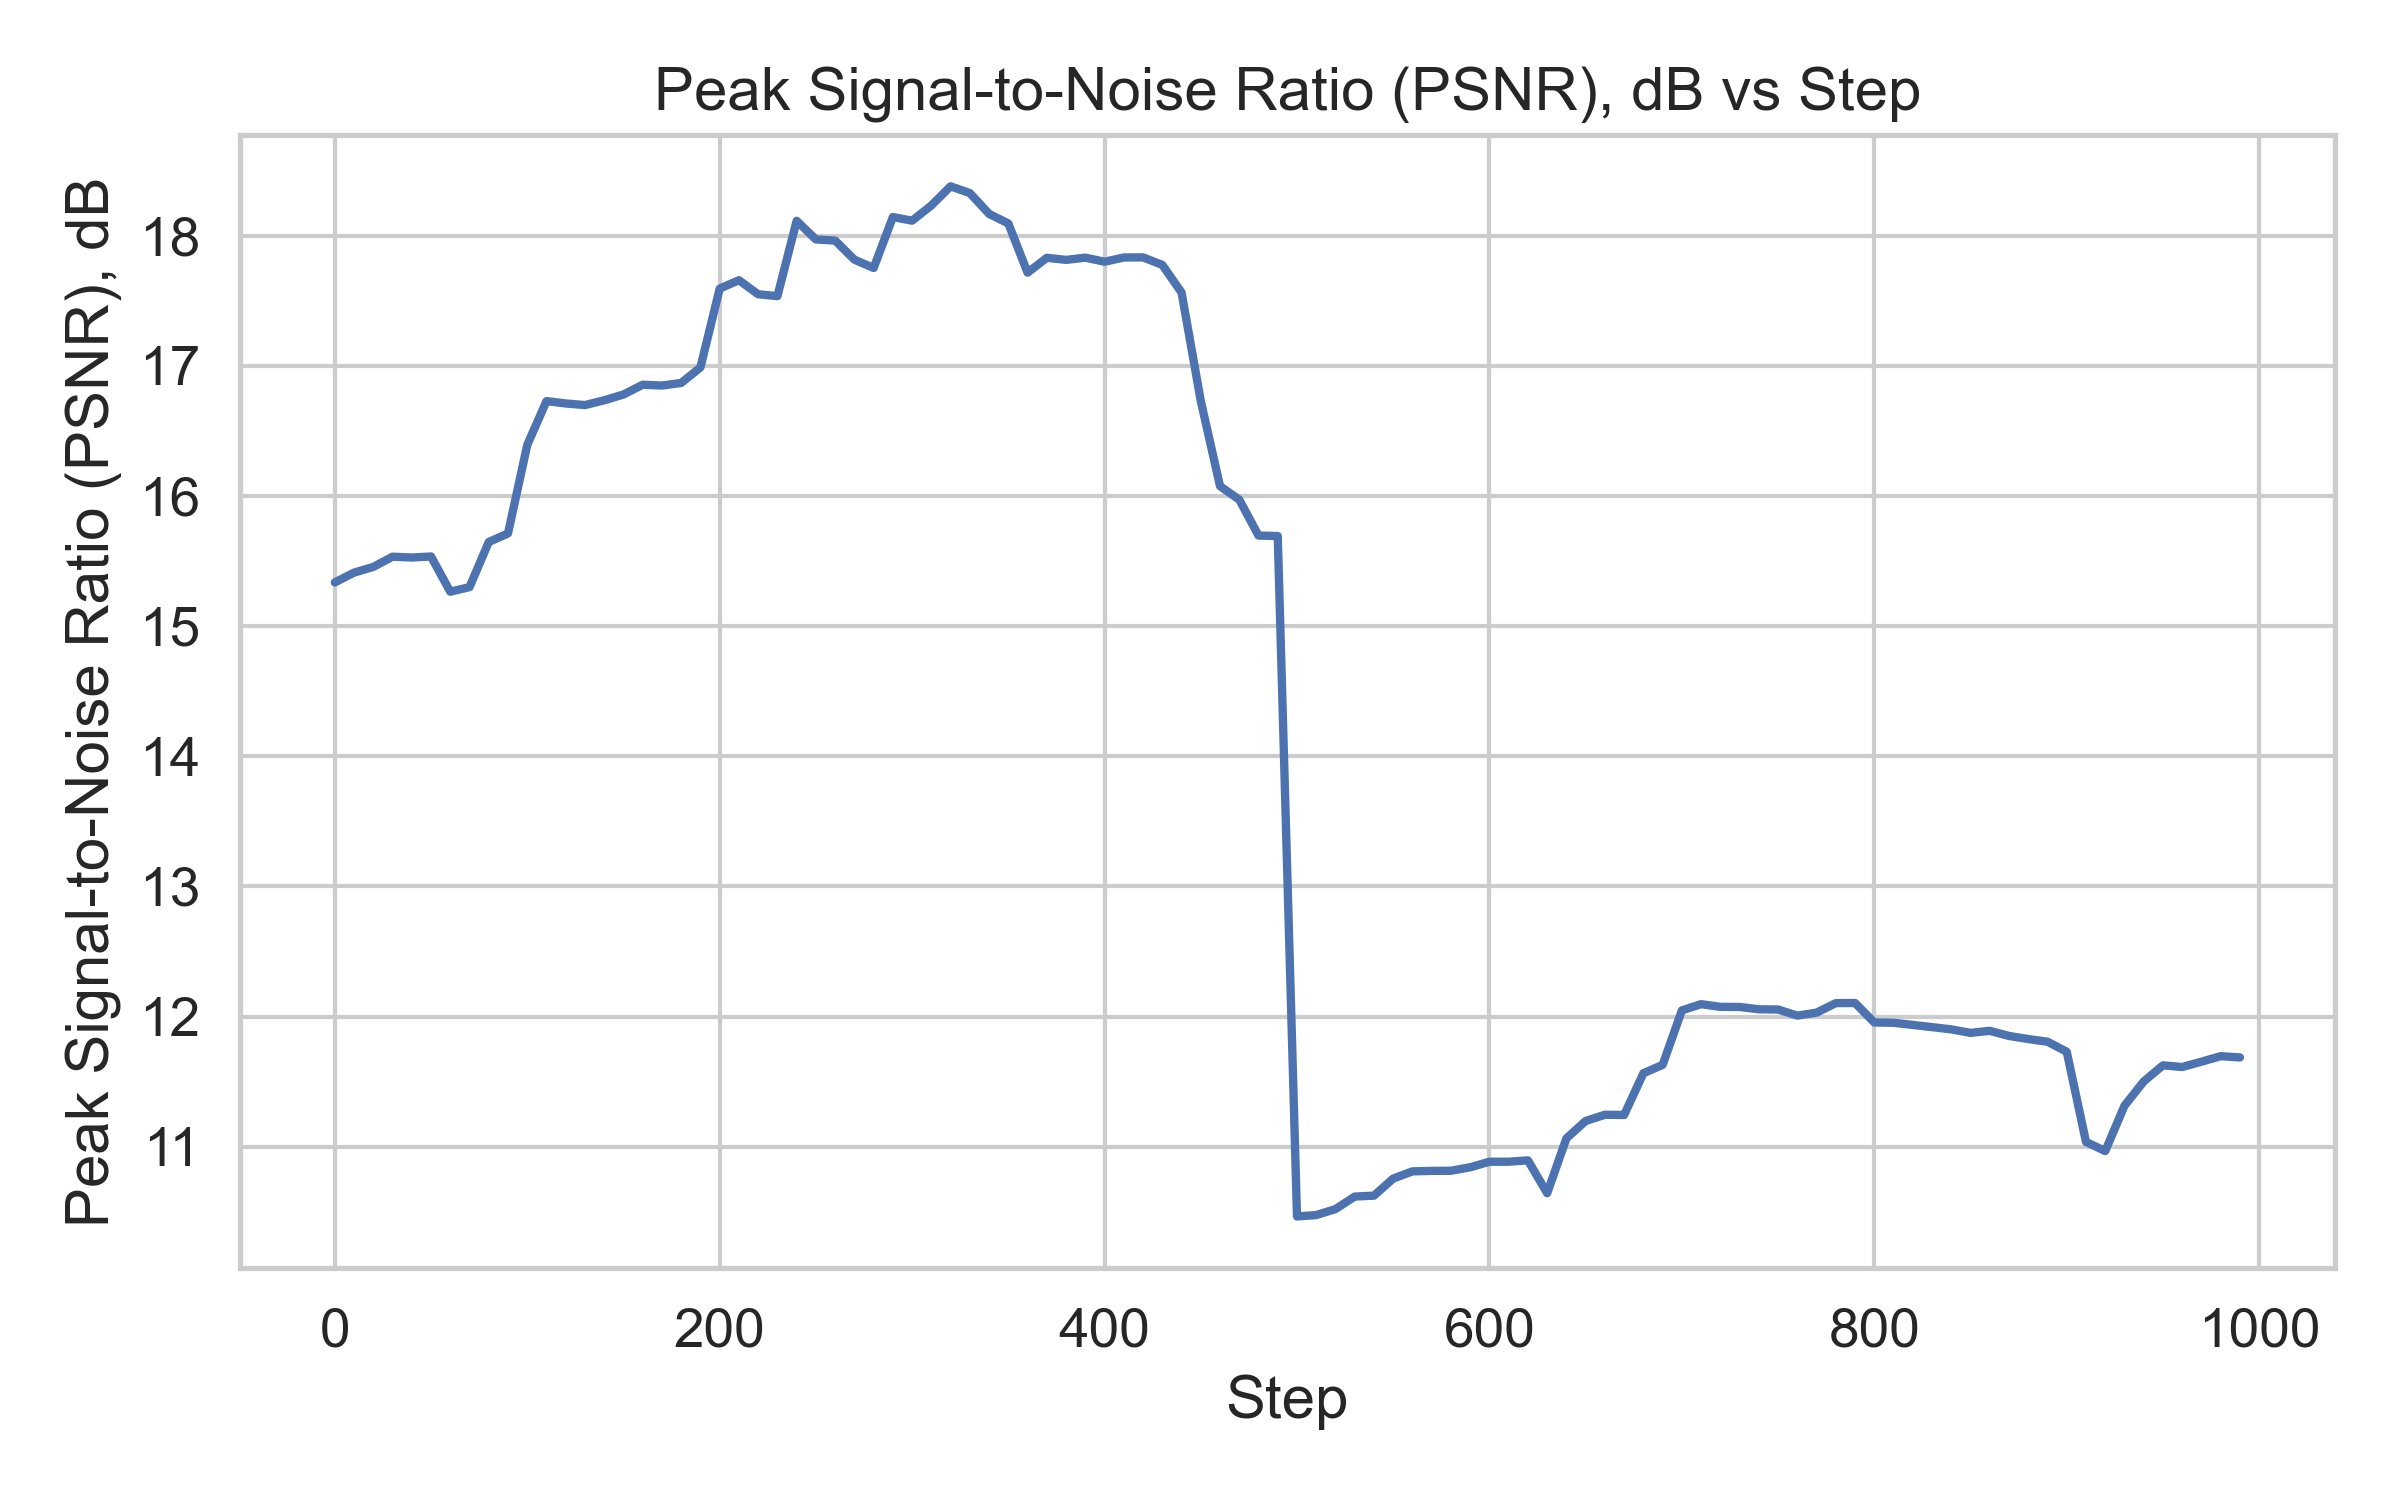 Peak Signal-to-Noise Ratio (PSNR), dB vs Step
Peak Signal-to-Noise Ratio (PSNR), dB
18
17
16
15
14
13
12
11
0 200 400 600 800 1000
Step